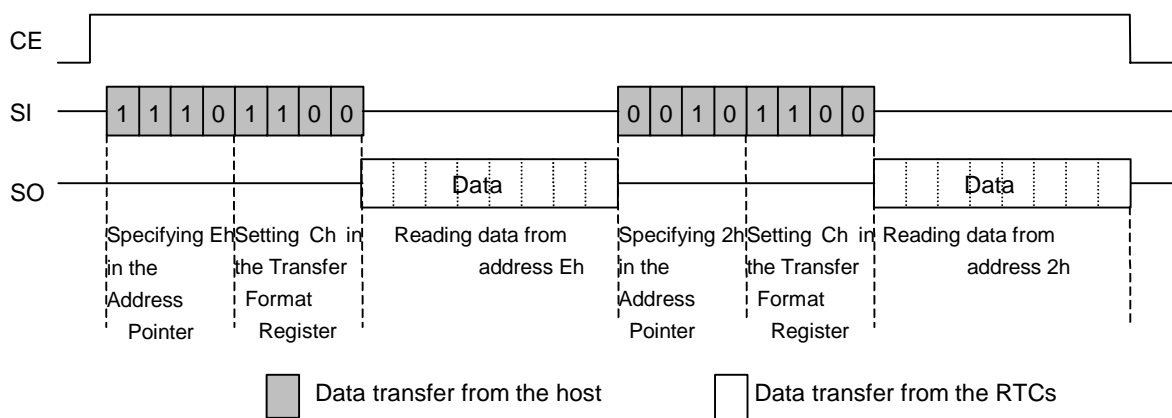 CE
SI
1 1 1 0 1 1 0 0
0 0 1 0 1 1 0 0
SO
Data
Data
Specifying Eh
in the
Address
Pointer
Setting Ch in
the Transfer
Format
Register
Reading data from
address Eh
Specifying 2h
in the
Address
Pointer
Setting Ch in
the Transfer
Format
Register
Reading data from
address 2h
Data transfer from the host
Data transfer from the RTCs